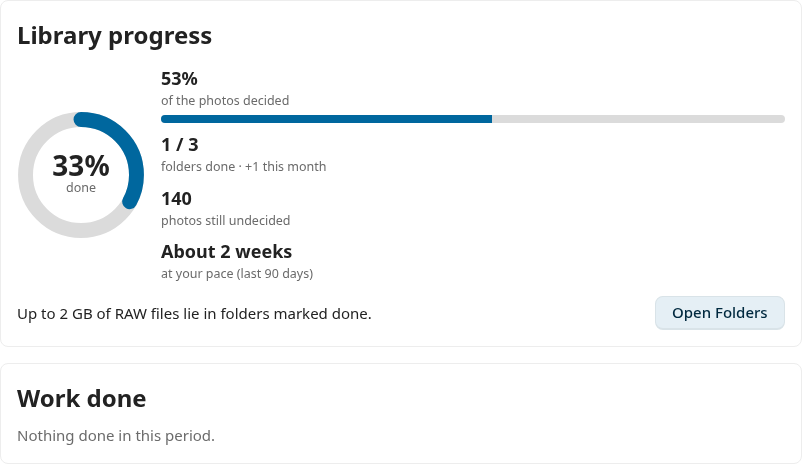 Library progress
53%
of the photos decided
33%
done
1 / 3
folders done · +1 this month
140
photos still undecided
About 2 weeks
at your pace (last 90 days)
Up to 2 GB of RAW files lie in folders marked done.
Open Folders
Work done
Nothing done in this period.